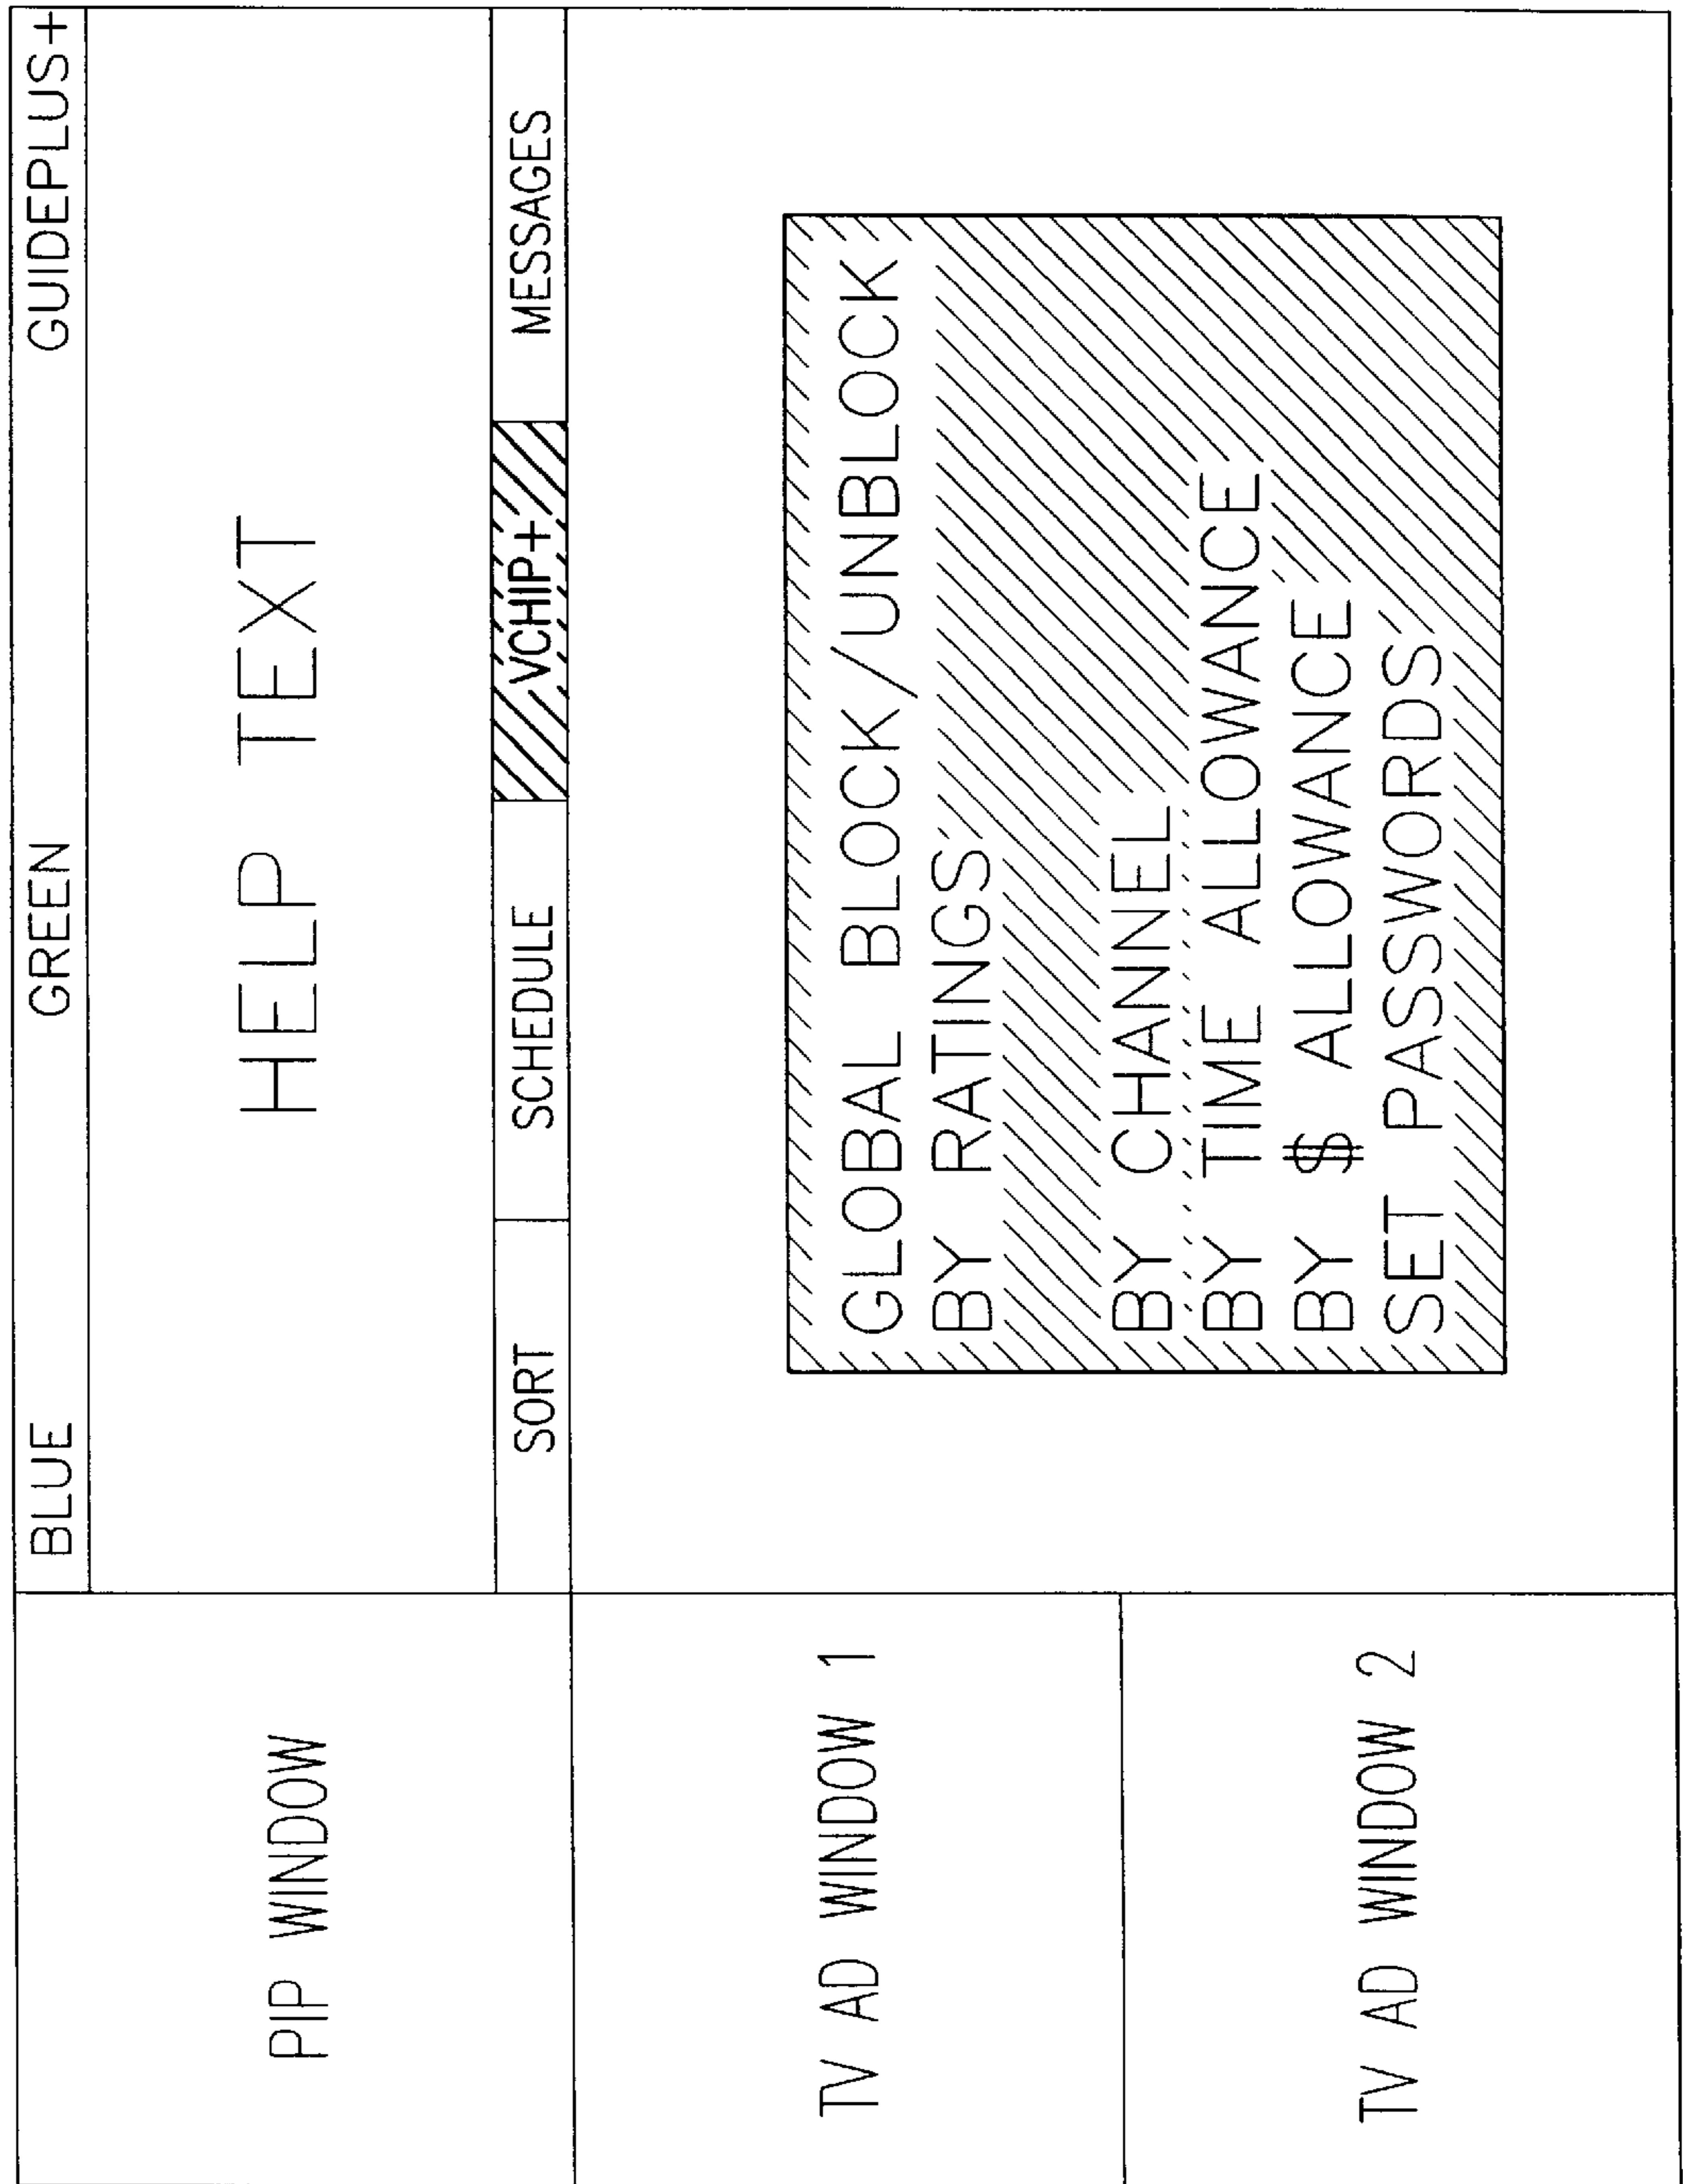 BLUE GREEN GUIDEPLUS+
PIP WINDOW
HELP TEXT
SORT SCHEDULE VCHIP+ MESSAGES
TV AD WINDOW 1
TV AD WINDOW 2
GLOBAL BLOCK/UNBLOCK
BY RATINGS
BY CHANNEL
BY TIME ALLOWANCE
BY $ ALLOWANCE
SET PASSWORDS